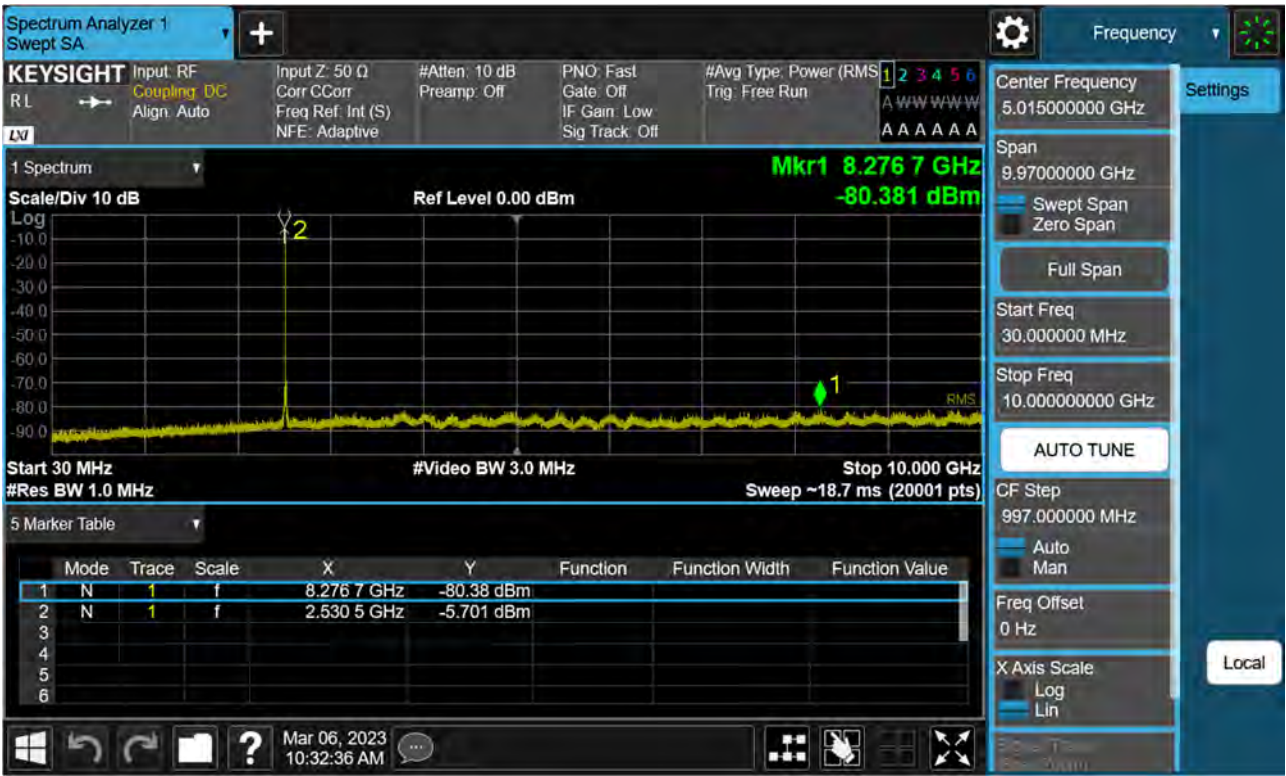 Spectrum Analyzer 1
Swept SA
+
Frequency
KEYSIGHT
R L
LXI
Input: RF
Coupling: DC
Align: Auto
Input Z: 50 Ω
Corr CCorr
Freq Ref: Int (S)
NFE: Adaptive
#Atten: 10 dB
Preamp: Off
PNO: Fast
Gate: Off
IF Gain: Low
Sig Track: Off
#Avg Type: Power (RMS
Trig: Free Run
1 2 3 4 5 6
A W W W W W
A A A A A A
1 Spectrum
Scale/Div 10 dB
Ref Level 0.00 dBm
Mkr1 8.276 7 GHz
-80.381 dBm
Log
-10.0
-20.0
-30.0
-40.0
-50.0
-60.0
-70.0
-80.0
-90.0
2
1
RMS
Start 30 MHz
#Video BW 3.0 MHz
Stop 10.000 GHz
#Res BW 1.0 MHz
Sweep ~18.7 ms (20001 pts)
5 Marker Table
Mode Trace Scale X Y Function Function Width Function Value
1 N 1 f 8.276 7 GHz -80.38 dBm
2 N 1 f 2.530 5 GHz -5.701 dBm
3
4
5
6
?
Mar 06, 2023
10:32:36 AM
Center Frequency
5.015000000 GHz
Settings
Span
9.97000000 GHz
Swept Span
Zero Span
Full Span
Start Freq
30.000000 MHz
Stop Freq
10.000000000 GHz
AUTO TUNE
CF Step
997.000000 MHz
Auto
Man
Freq Offset
0 Hz
X Axis Scale
Log
Lin
Local